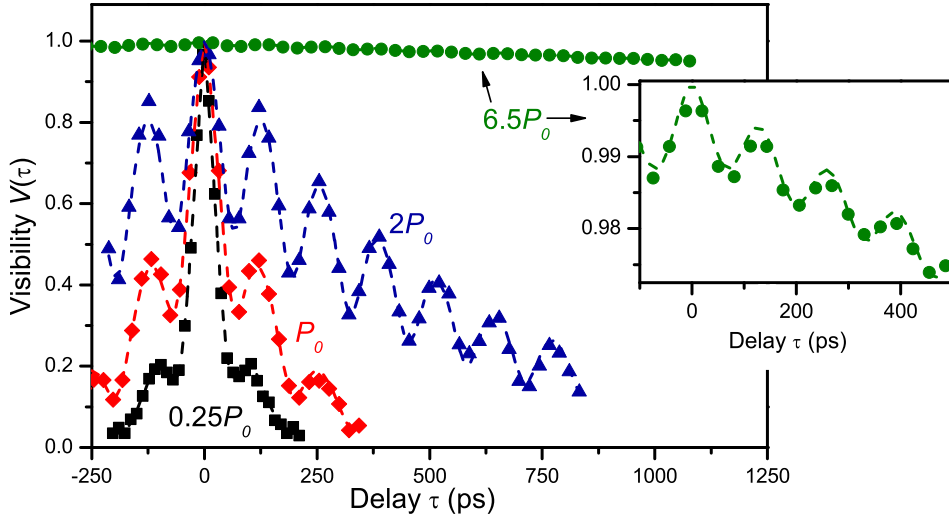 1.0
0.8
0.6
0.4
0.2
0.0
Visibility V(τ)
-250 0 250 500 750 1000 1250
Delay τ (ps)
6.5P₀
2P₀
P₀
0.25P₀
1.00
0.99
0.98
0 200 400
Delay τ (ps)